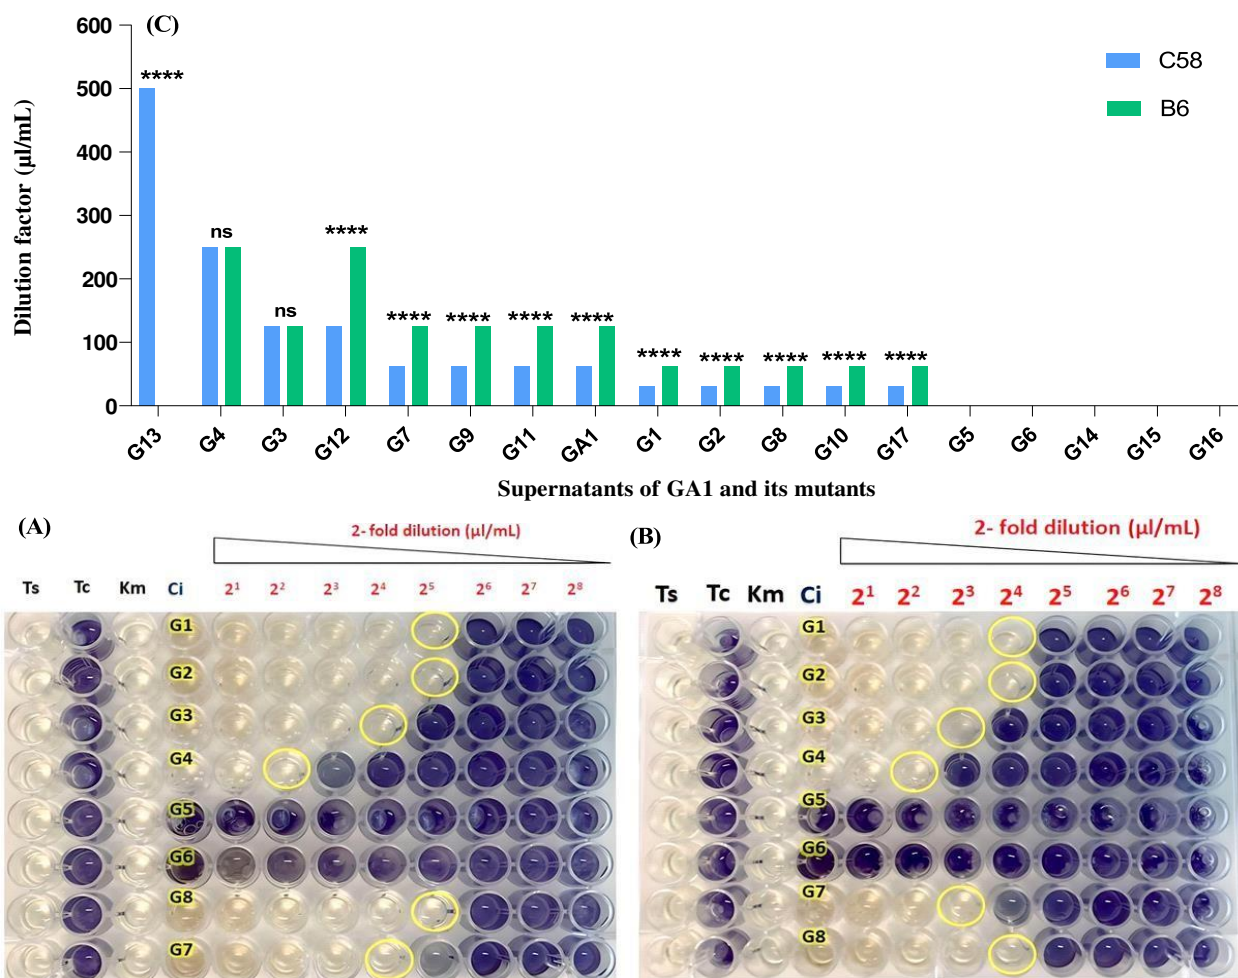 (C)
600
500
400
300
200
100
0
Dilution factor (µl/mL)
C58
B6
**** ns ns **** **** **** **** **** **** **** **** **** ****
G13 G4 G3 G12 G7 G9 G11 GA1 G1 G2 G8 G10 G17 G5 G6 G14 G15 G16
Supernatants of GA1 and its mutants
(A)
2- fold dilution (µl/mL)
Ts Tc Km Ci 2¹ 2² 2³ 2⁴ 2⁵ 2⁶ 2⁷ 2⁸
G1
G2
G3
G4
G5
G6
G8
G7
(B)
2- fold dilution (µl/mL)
Ts Tc Km Ci 2¹ 2² 2³ 2⁴ 2⁵ 2⁶ 2⁷ 2⁸
G1
G2
G3
G4
G5
G6
G7
G8